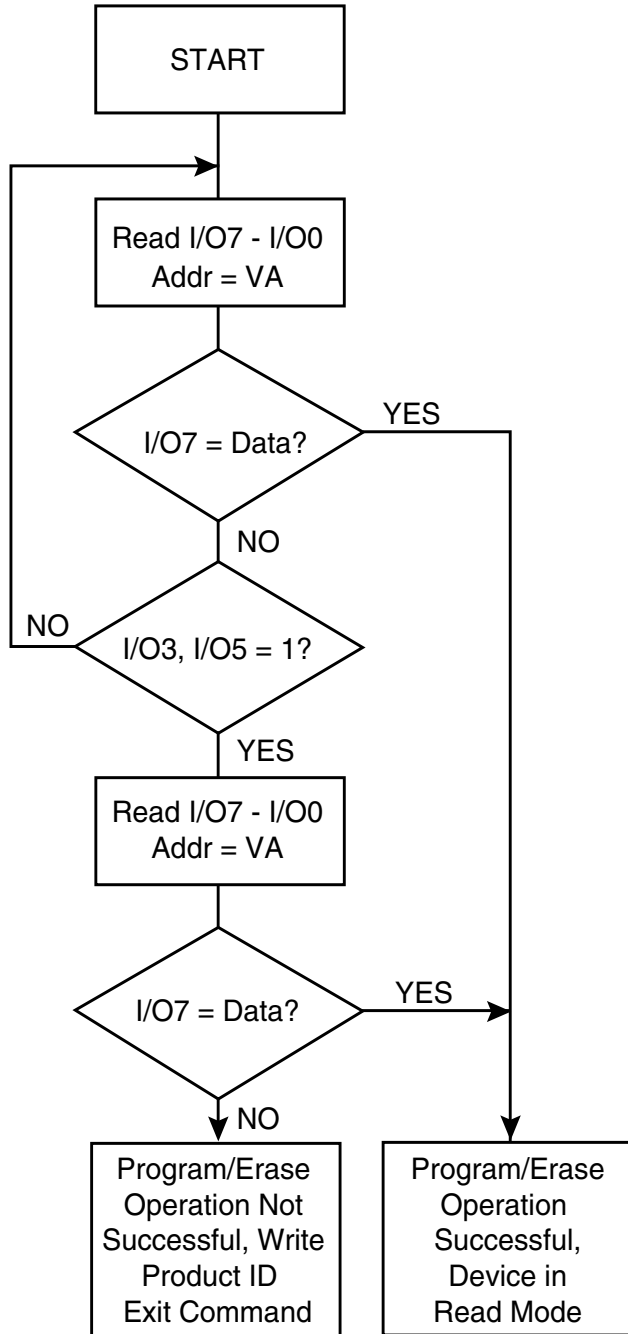 START
Read I/O7 - I/O0
Addr = VA
I/O7 = Data?
YES
NO
NO
I/O3, I/O5 = 1?
YES
Read I/O7 - I/O0
Addr = VA
I/O7 = Data?
YES
NO
Program/Erase
Operation Not
Successful, Write
Product ID
Exit Command
Program/Erase
Operation
Successful,
Device in
Read Mode